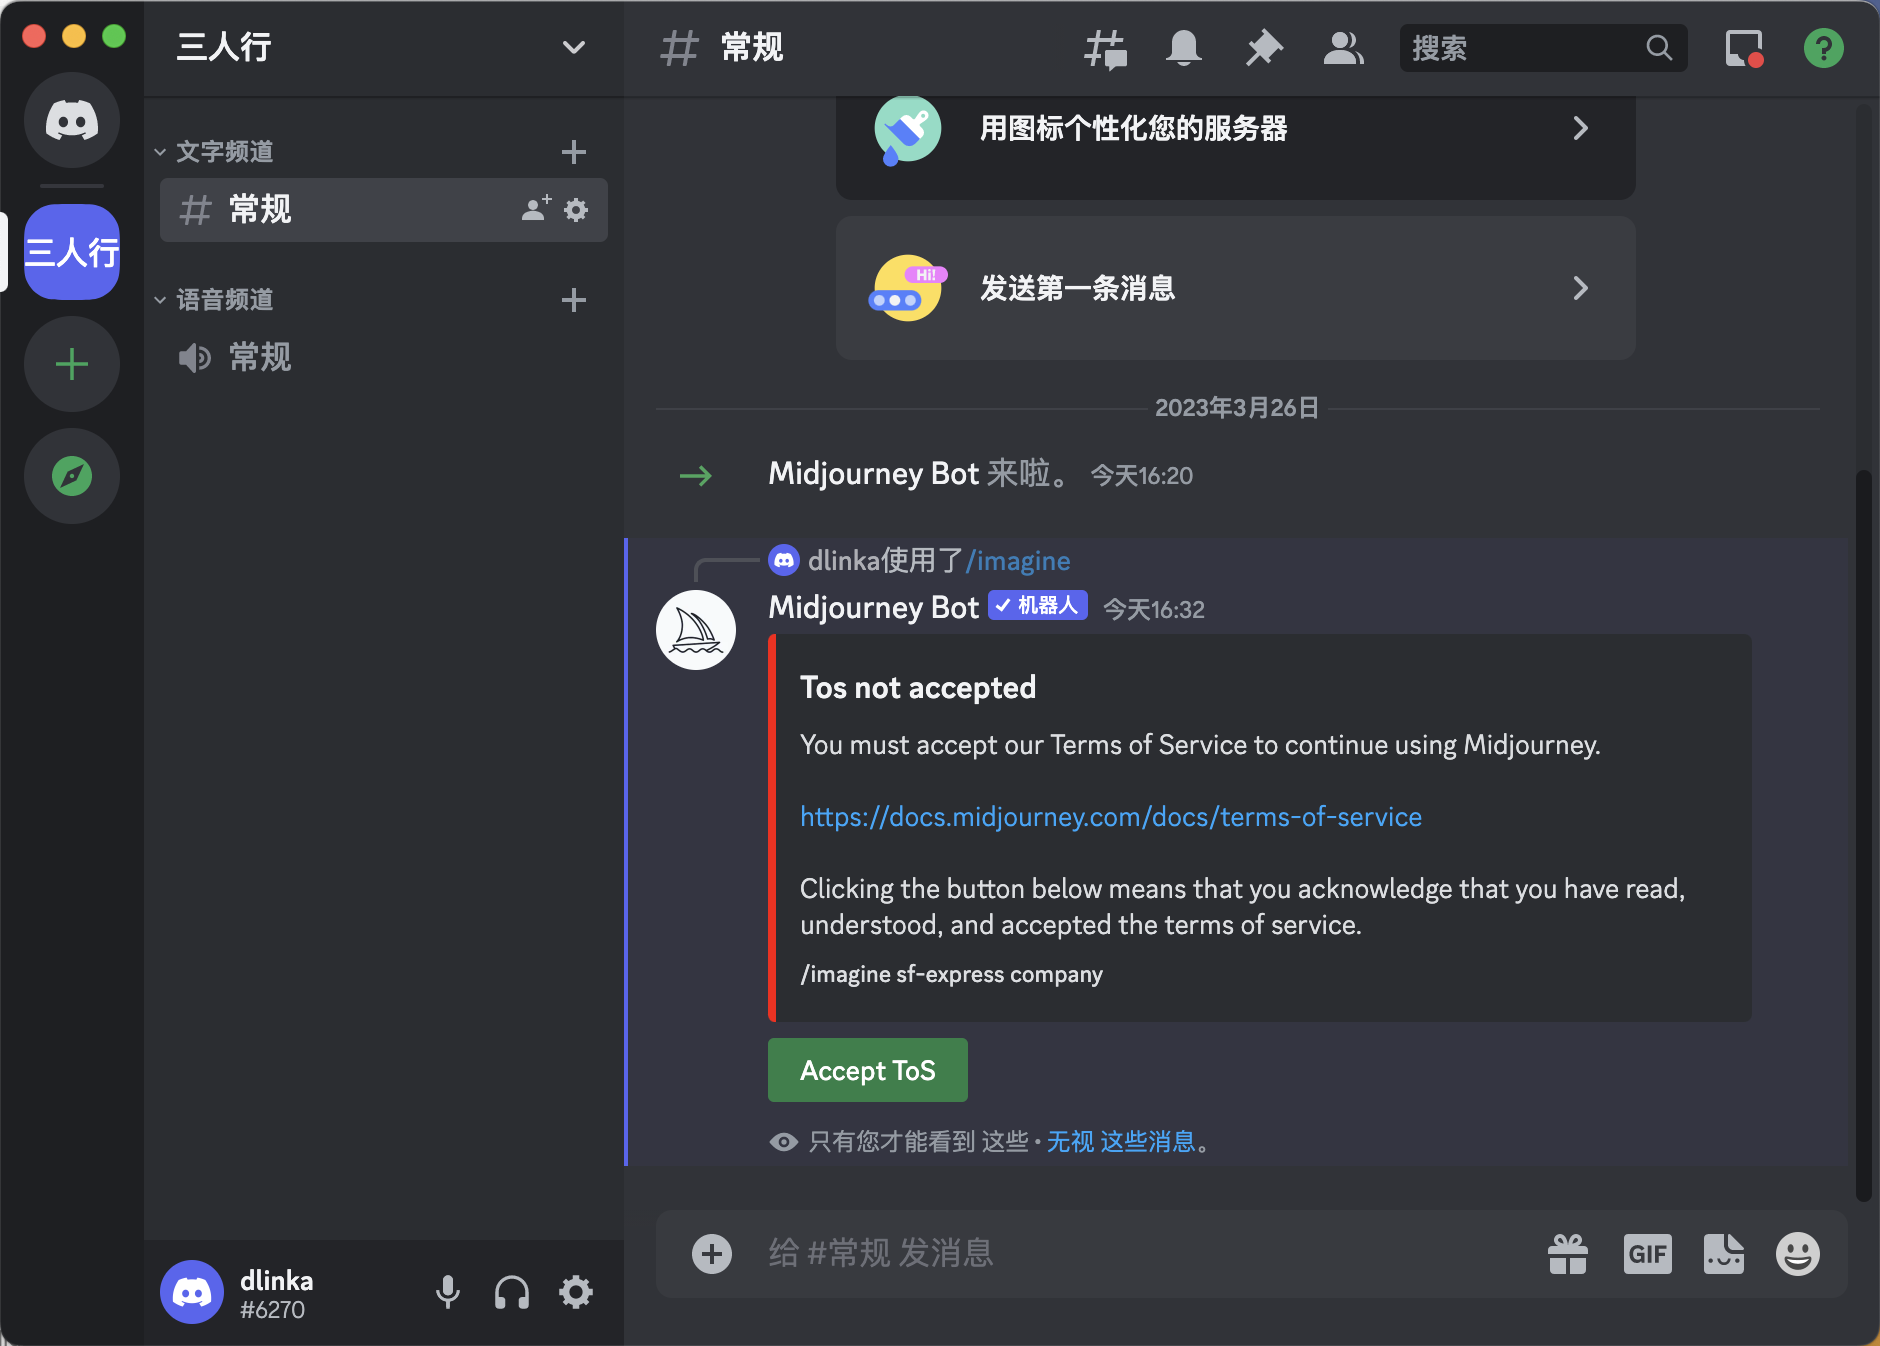 三人行
三人行
文字频道
常规
语音频道
常规
dlinka
#6270
常规
搜索
?
用图标个性化您的服务器
Hi!
发送第一条消息
2023年3月26日
Midjourney Bot 来啦。 今天16:20
dlinka使用了/imagine
Midjourney Bot 机器人 今天16:32
Tos not accepted
You must accept our Terms of Service to continue using Midjourney.
https://docs.midjourney.com/docs/terms-of-service
Clicking the button below means that you acknowledge that you have read,
understood, and accepted the terms of service.
/imagine sf-express company
Accept ToS
只有您才能看到 这些 • 无视 这些消息。
给 #常规 发消息
GIF